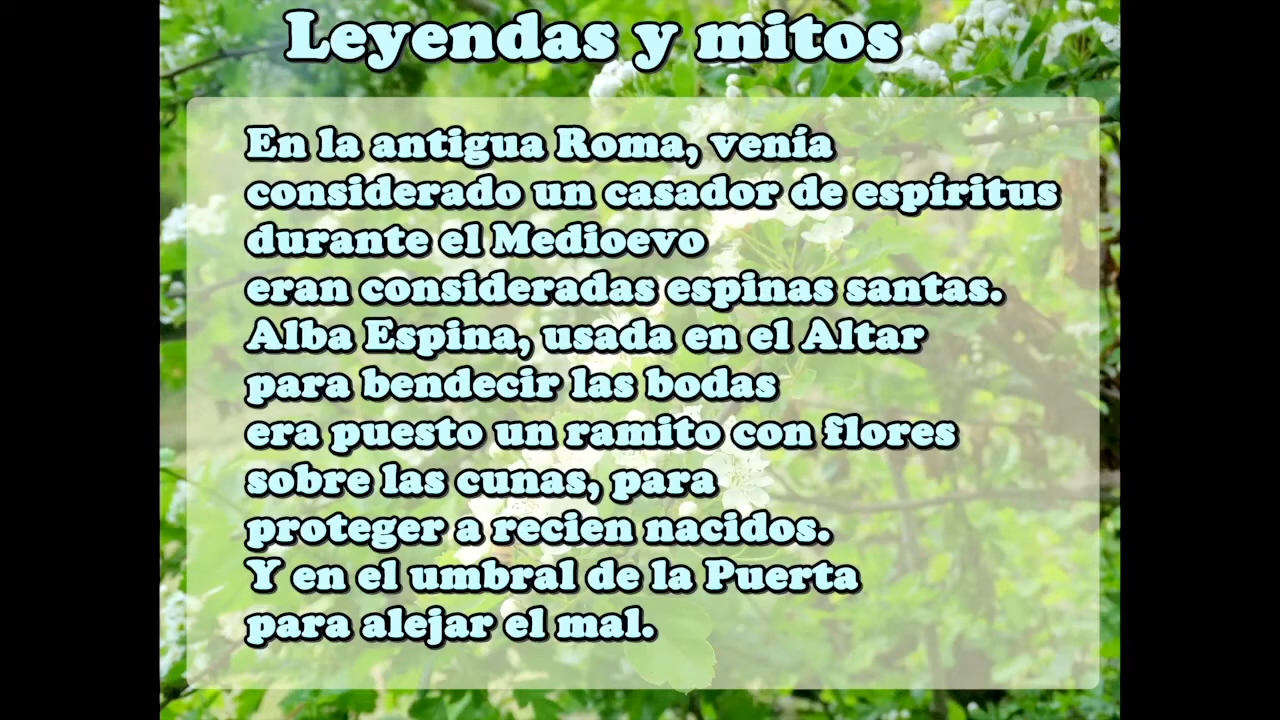 Leyendas y mitos
En la antigua Roma, venía
considerado un casador de espíritus
durante el Medioevo
eran consideradas espinas santas.
Alba Espina, usada en el Altar
para bendecir las bodas
era puesto un ramito con flores
sobre las cunas, para
proteger a recien nacidos.
Y en el umbral de la Puerta
para alejar el mal.